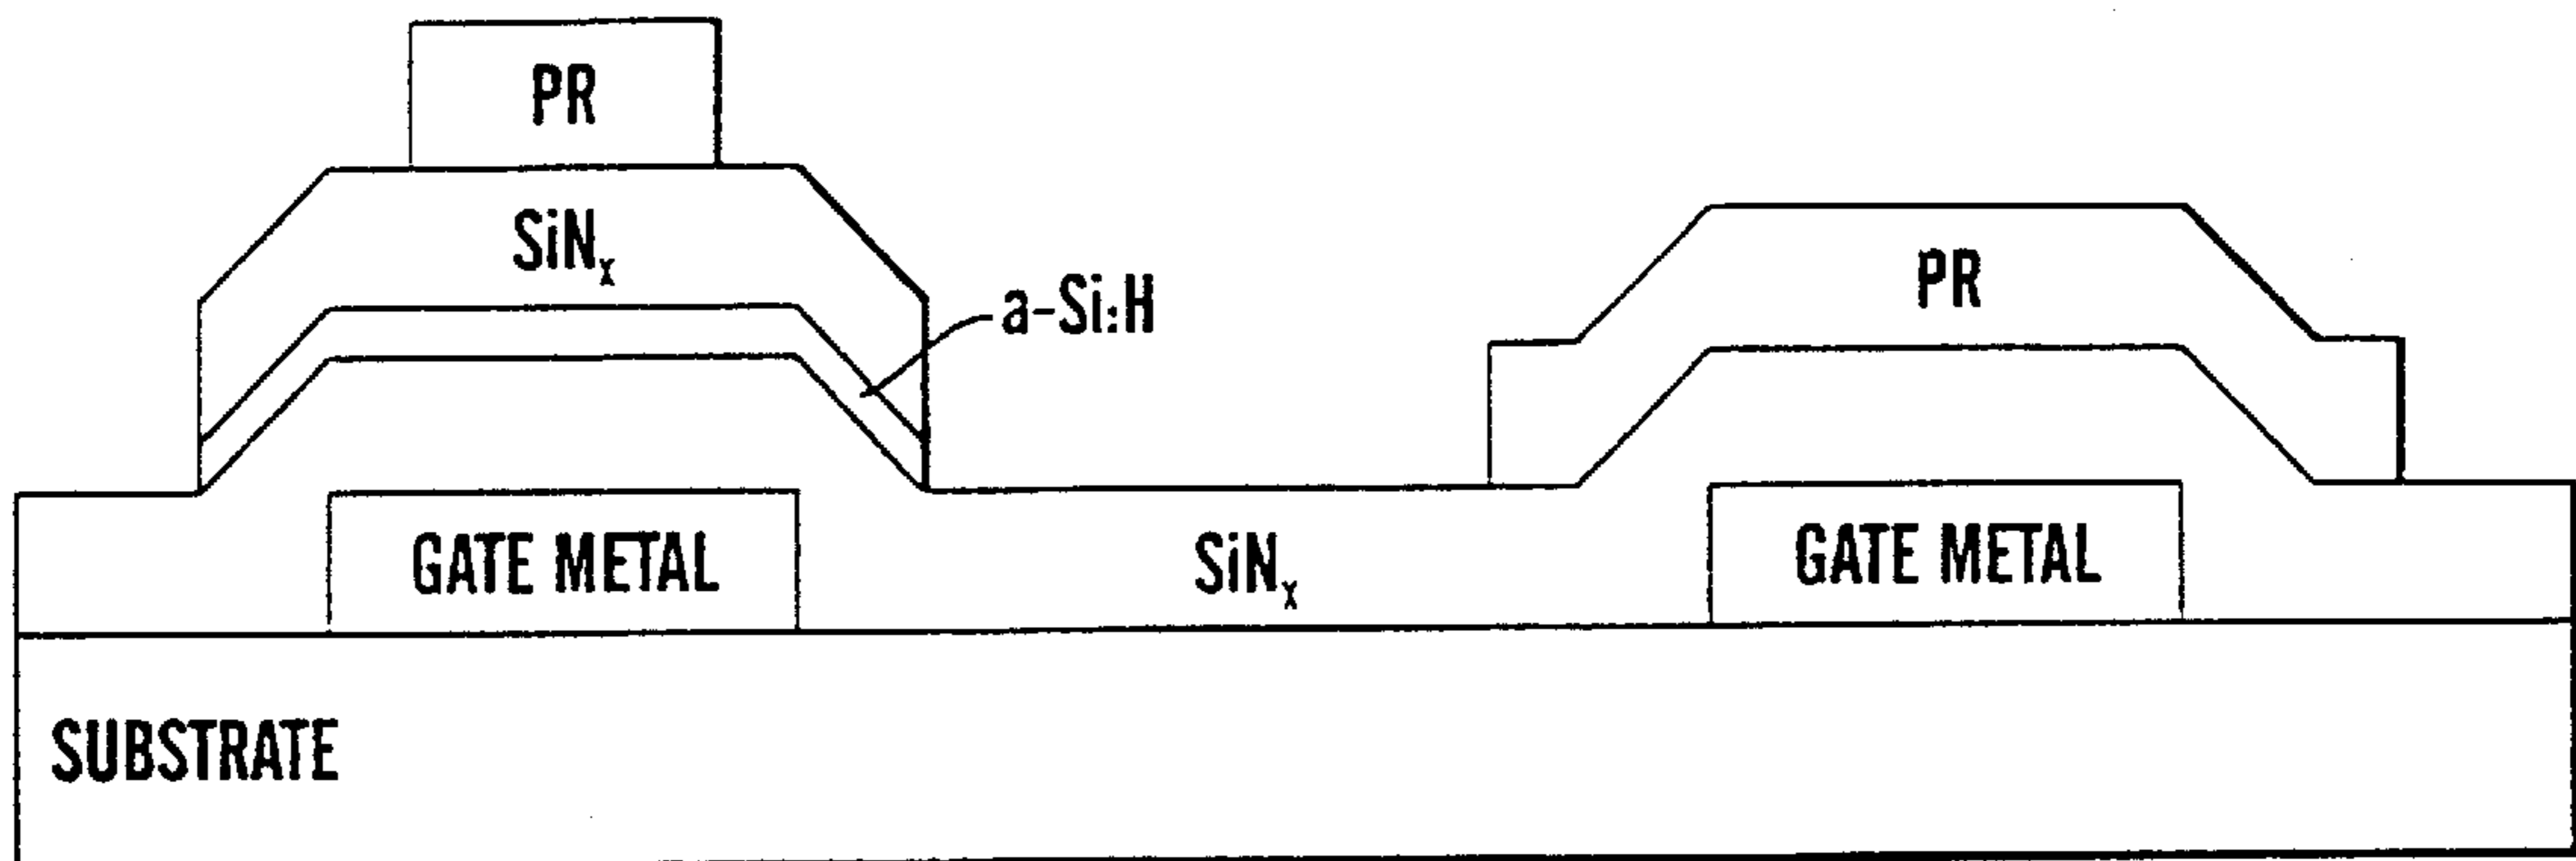 PR
SiNₓ
a-Si:H
PR
GATE METAL
SiNₓ
GATE METAL
SUBSTRATE